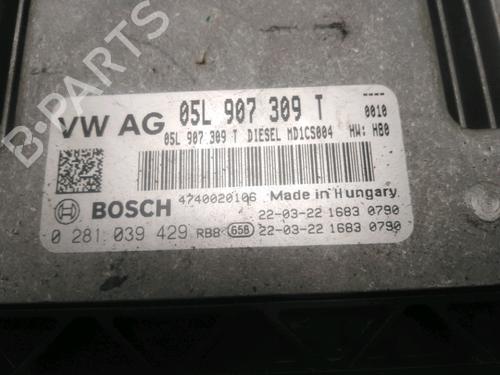 VW AG 05L 907 309 T 0010
05L 907 309 T DIESEL MD1CS004 HW: H80
4740020106 Made in Hungary
BOSCH 22-03-22 1683 0790
0 281 039 429 RB8 658 22-03-22 1683 0790
B-PARTS